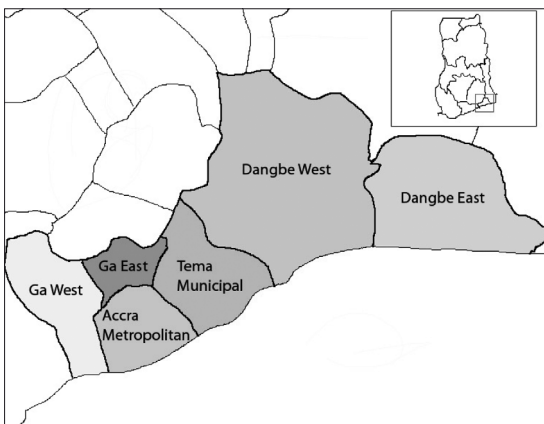 Dangbe West
Dangbe East
Ga East
Tema
Municipal
Ga West
Accra
Metropolitan